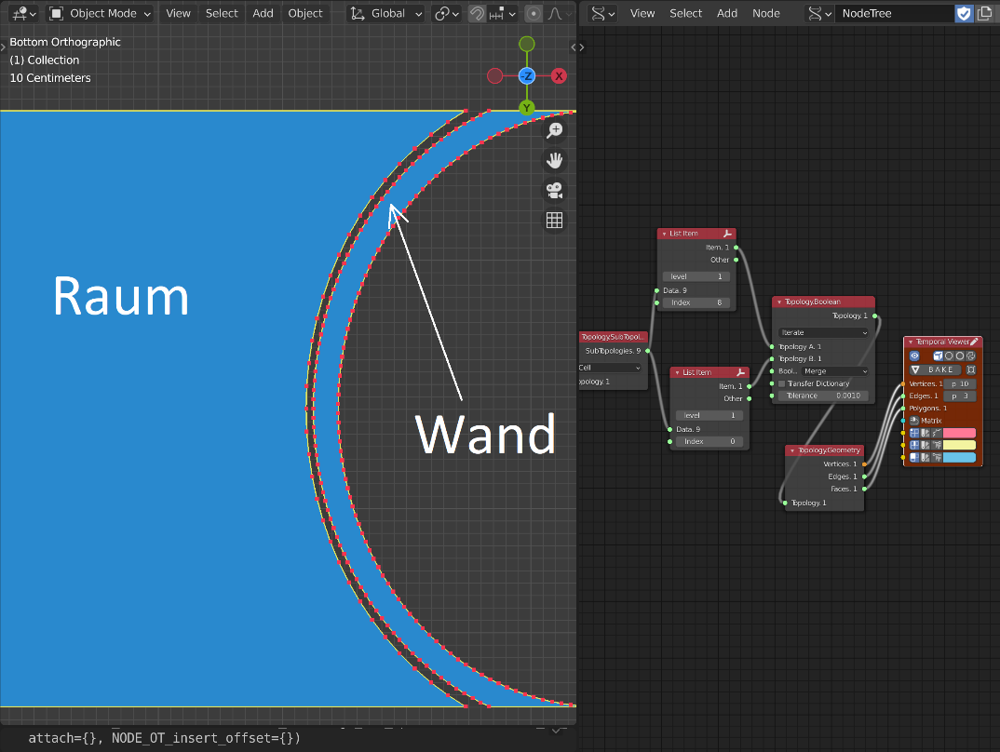 Object Mode View Select Add Object Global
View Select Add Node NodeTree
Bottom Orthographic
(1) Collection
10 Centimeters
-Z
X
Y
Raum
Wand
List Item
Item. 1
Other
level 1
Data. 9
Index 8
Topology.SubTopol...
SubTopologies. 9
Cell
opology. 1
List Item
Item. 1
Other
level 1
Data. 9
Index 0
Topology.Boolean
Topology. 1
Iterate
Topology A. 1
Topology B. 1
Bool.. Merge
Transfer Dictionary
Tolerance 0.0010
Topology.Geometry
Vertices. 1
Edges. 1
Faces. 1
Topology. 1
Temporal Viewer
B A K E
Vertices. 1 p 10
Edges. 1 p 3
Polygons. 1
Matrix
attach={}, NODE_OT_insert_offset={})